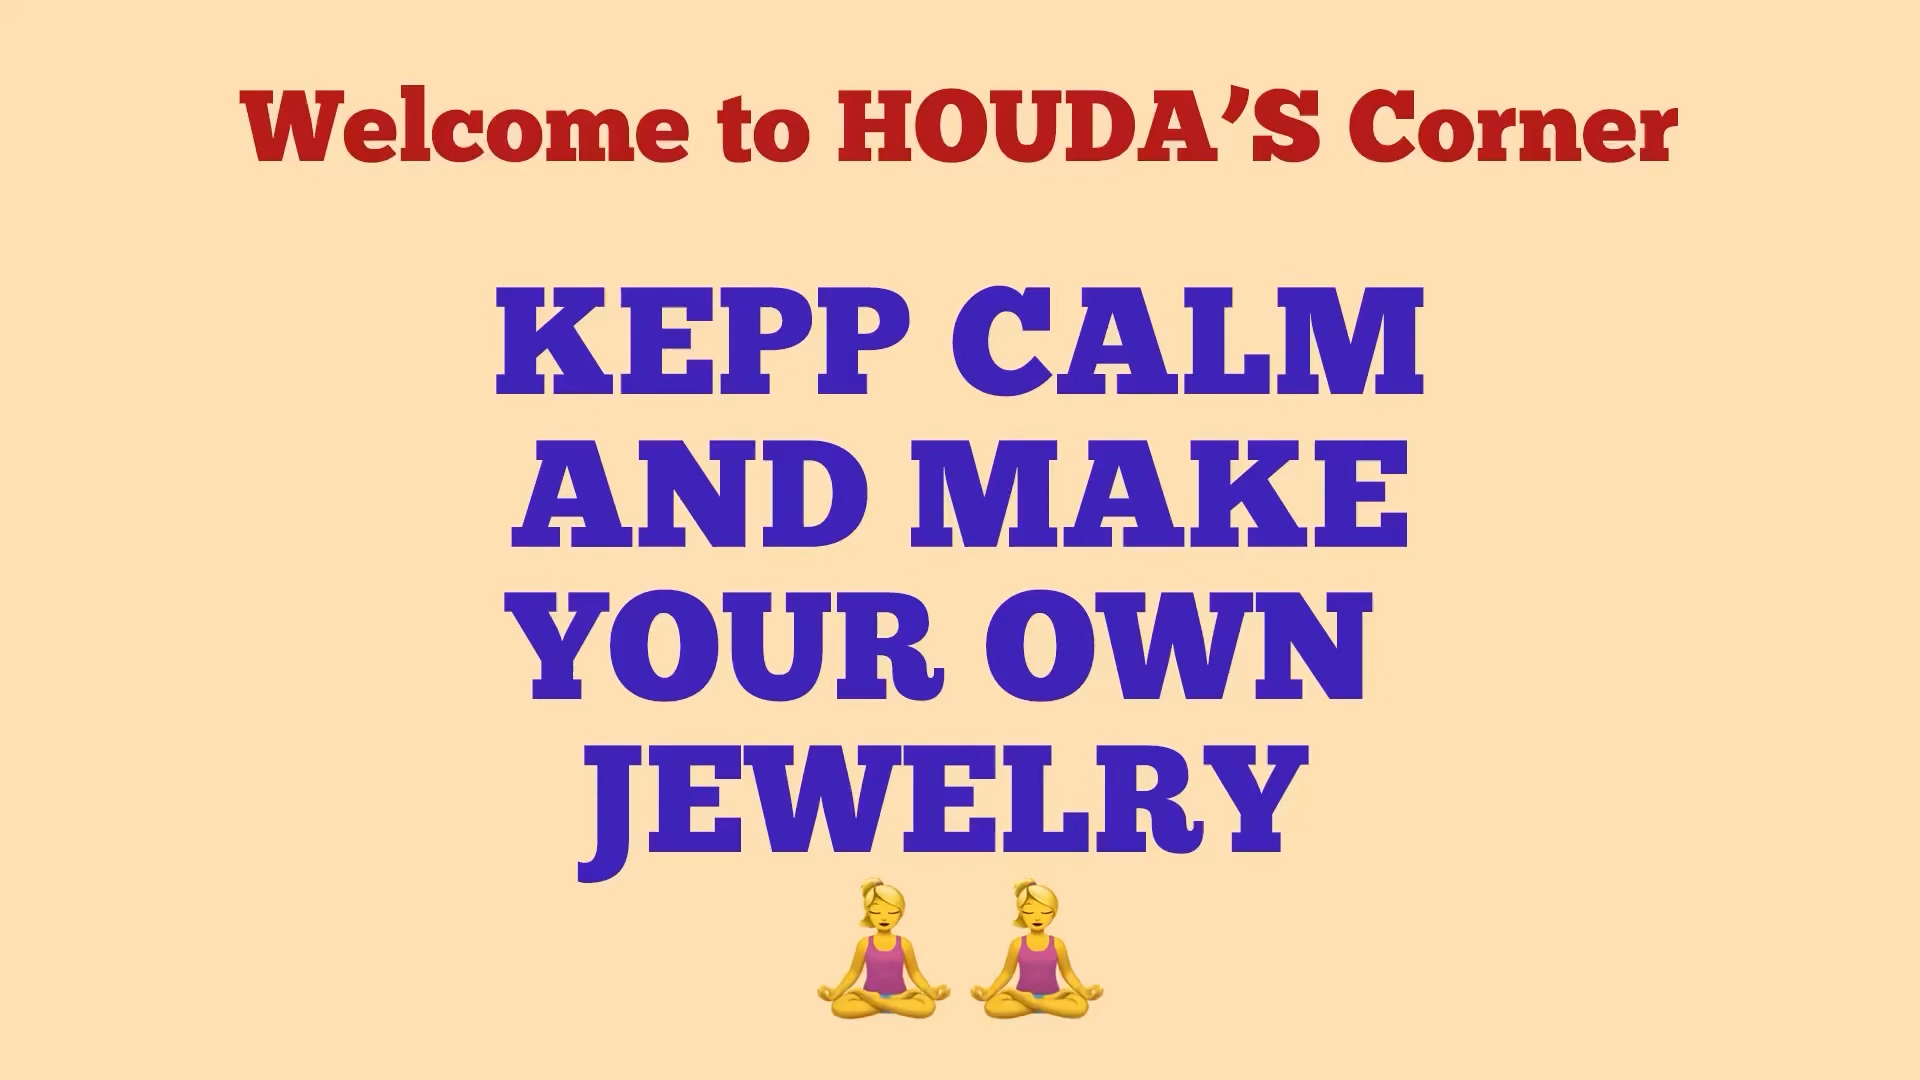 Welcome to HOUDA’S Corner
KEPP CALM
AND MAKE
YOUR OWN
JEWELRY